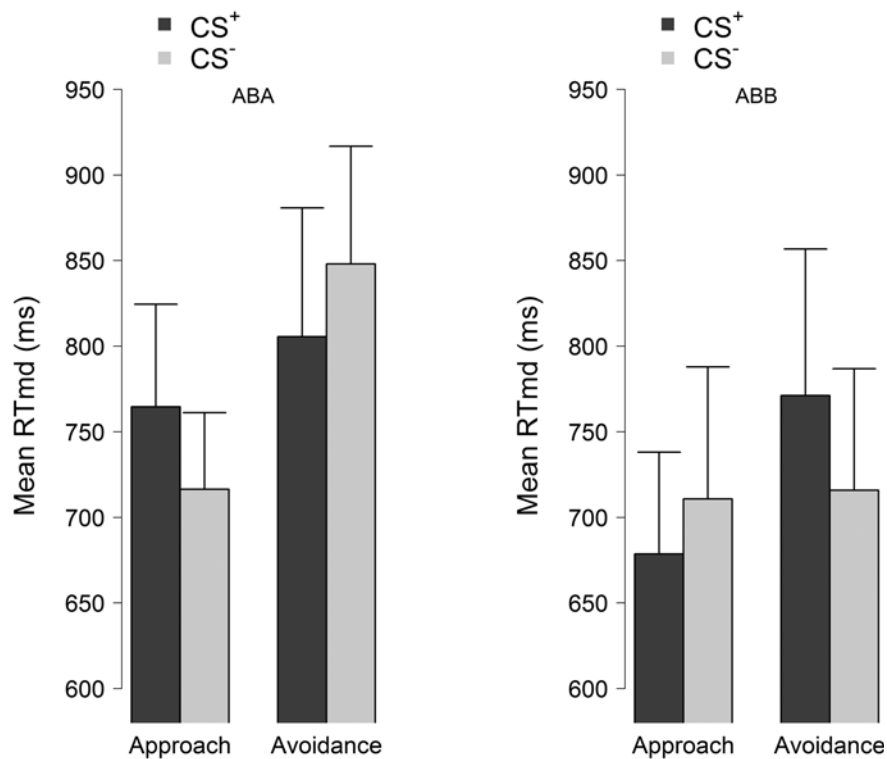 CS+
CS-
ABA
950
900
850
800
750
700
650
600
Mean RTmd (ms)
Approach
Avoidance
CS+
CS-
ABB
950
900
850
800
750
700
650
600
Mean RTmd (ms)
Approach
Avoidance